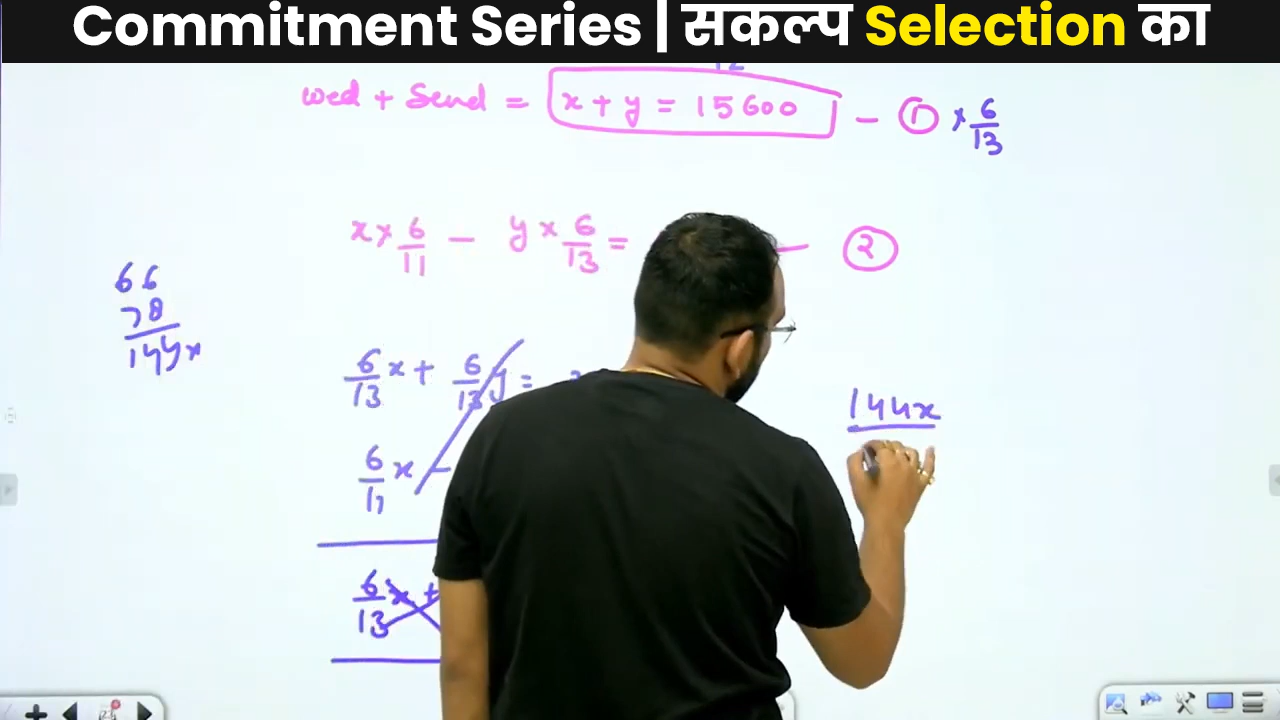 Commitment Series | सकल्प Selection का
wed + Send = x + y = 15600 - ① × 6/13
x × 6/11 - y × 6/13 = - ②
66
78
144x
6/13 x + 6/13 y =
144x
6/11 x -
6/13 x +